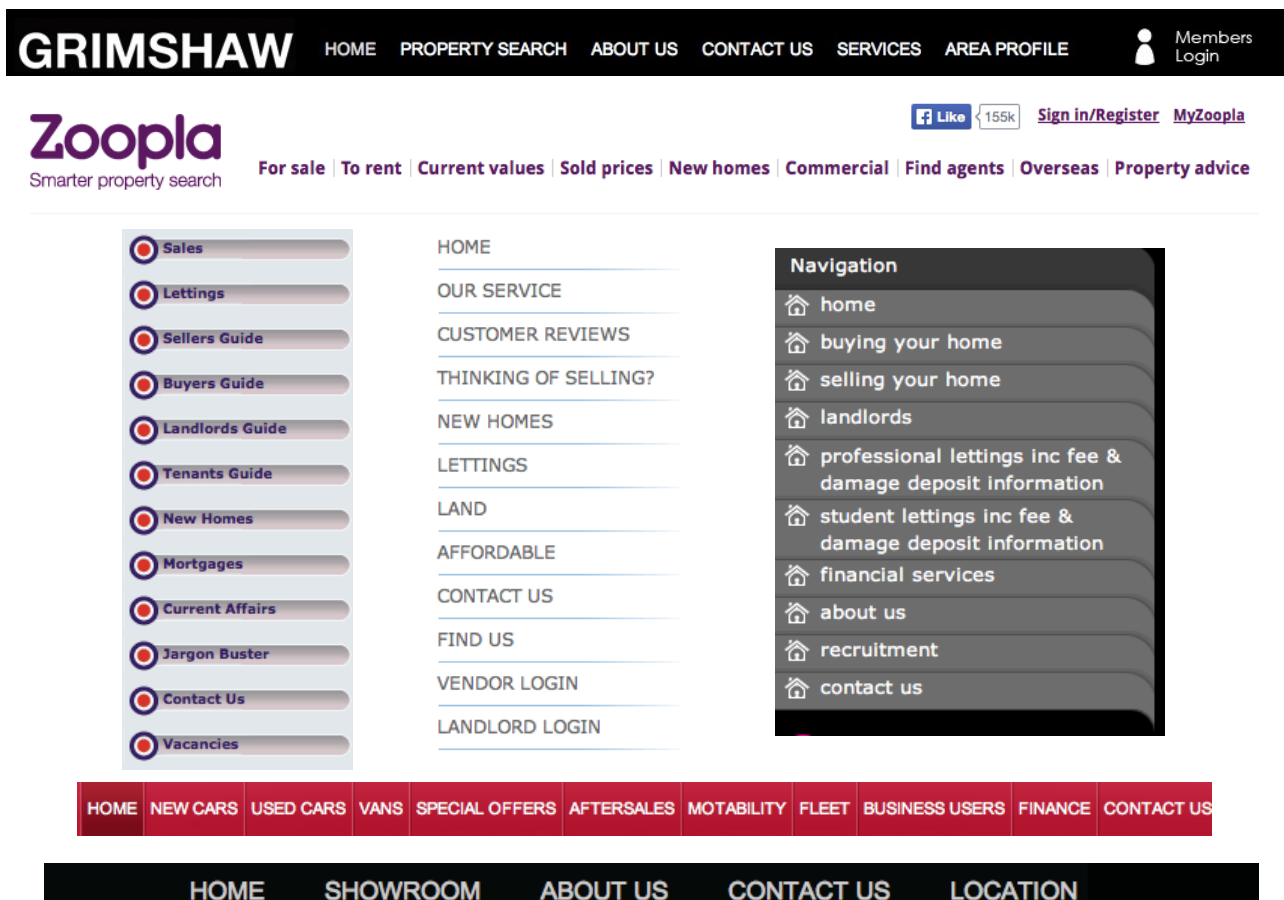 GRIMSHAW HOME PROPERTY SEARCH ABOUT US CONTACT US SERVICES AREA PROFILE Members
Login
Like 155k Sign in/Register MyZoopla
Zoopla
Smarter property search
For sale To rent Current values Sold prices New homes Commercial Find agents Overseas Property advice
Sales
Lettings
Sellers Guide
Buyers Guide
Landlords Guide
Tenants Guide
New Homes
Mortgages
Current Affairs
Jargon Buster
Contact Us
Vacancies
HOME
OUR SERVICE
CUSTOMER REVIEWS
THINKING OF SELLING?
NEW HOMES
LETTINGS
LAND
AFFORDABLE
CONTACT US
FIND US
VENDOR LOGIN
LANDLORD LOGIN
Navigation
home
buying your home
selling your home
landlords
professional lettings inc fee &
damage deposit information
student lettings inc fee &
damage deposit information
financial services
about us
recruitment
contact us
HOME NEW CARS USED CARS VANS SPECIAL OFFERS AFTERSALES MOTABILITY FLEET BUSINESS USERS FINANCE CONTACT US
HOME SHOWROOM ABOUT US CONTACT US LOCATION